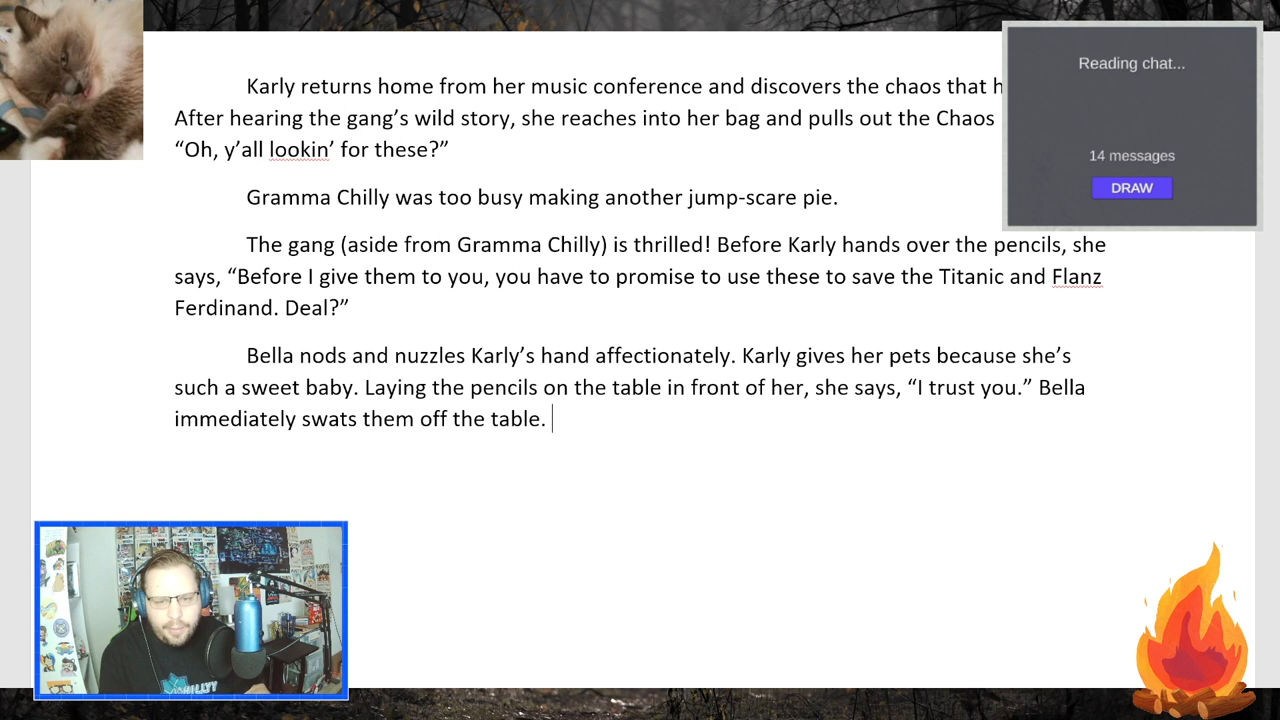 Karly returns home from her music conference and discovers the chaos that
After hearing the gang’s wild story, she reaches into her bag and pulls out the Chaos
“Oh, y’all lookin’ for these?”
Gramma Chilly was too busy making another jump-scare pie.
The gang (aside from Gramma Chilly) is thrilled! Before Karly hands over the pencils, she
says, “Before I give them to you, you have to promise to use these to save the Titanic and Flanz
Ferdinand. Deal?”
Bella nods and nuzzles Karly’s hand affectionately. Karly gives her pets because she’s
such a sweet baby. Laying the pencils on the table in front of her, she says, “I trust you.” Bella
immediately swats them off the table.
Reading chat...
14 messages
DRAW